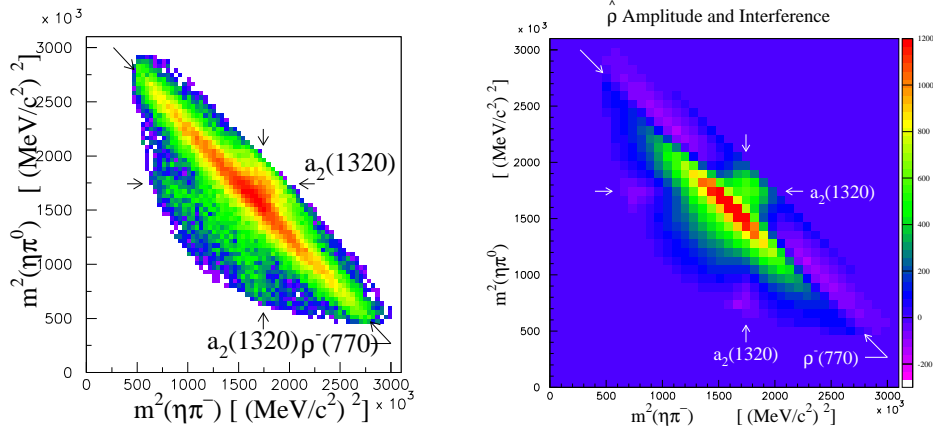 × 10³
m²(ηπ⁰) [ (MeV/c²) ²]
3000
2500
2000
1500
1000
500
0
a₂(1320)
a₂(1320) ρ⁻(770)
0 500 1000 1500 2000 2500 3000
× 10³
m²(ηπ⁻) [ (MeV/c²) ²]
ρ̂ Amplitude and Interference
× 10³
m²(ηπ⁰) [ (MeV/c²) ²]
3000
2500
2000
1500
1000
500
0
a₂(1320)
a₂(1320) ρ⁻(770)
0 500 1000 1500 2000 2500 3000
× 10³
m²(ηπ⁻) [ (MeV/c²) ²]
1200
1000
800
600
400
200
0
-200